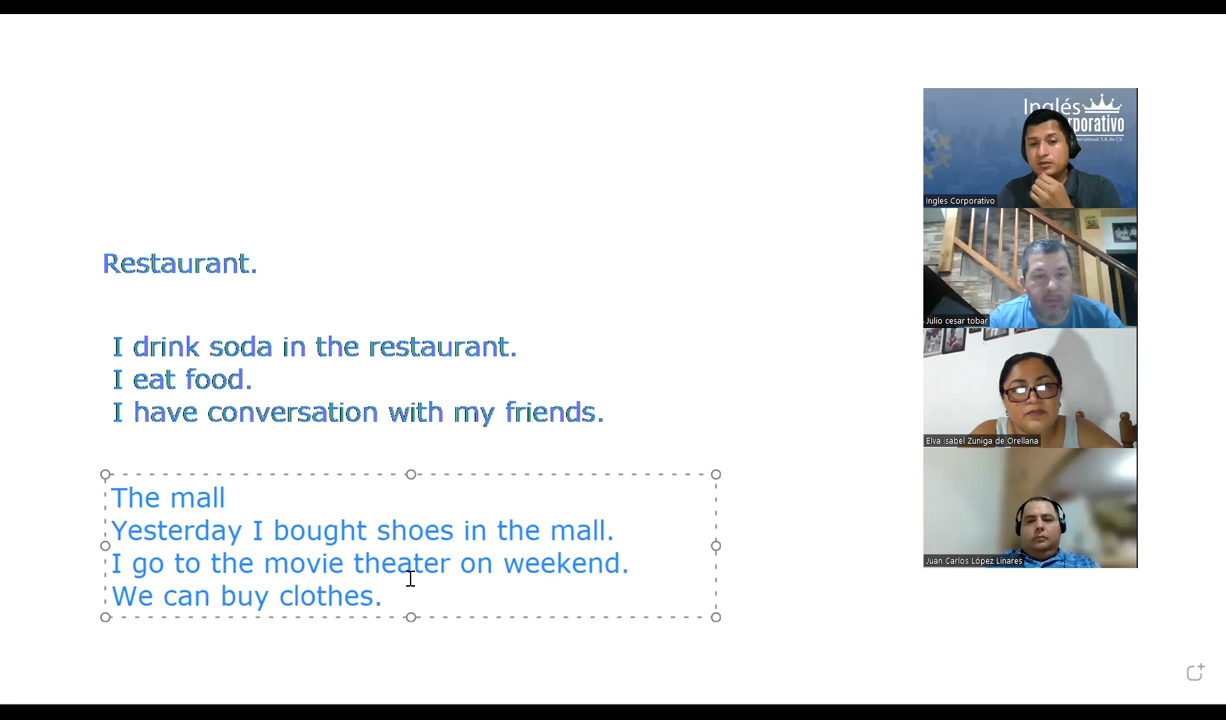 Restaurant.
I drink soda in the restaurant.
I eat food.
I have conversation with my friends.
The mall
Yesterday I bought shoes in the mall.
I go to the movie theater on weekend.
We can buy clothes.
Inglés
rporativo
Ingles Corporativo
Julio cesar tobar
Elva Isabel Zuniga de Orellana
Juan Carlos López Linares